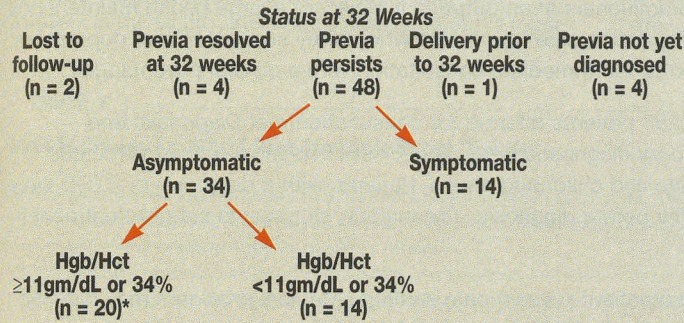 Status at 32 Weeks
Lost to
follow-up
(n = 2)
Previa resolved
at 32 weeks
(n = 4)
Previa
persists
(n = 48)
Delivery prior
to 32 weeks
(n = 1)
Previa not yet
diagnosed
(n = 4)
Asymptomatic
(n = 34)
Symptomatic
(n = 14)
Hgb/Hct
≥11gm/dL or 34%
(n = 20)*
Hgb/Hct
<11gm/dL or 34%
(n = 14)